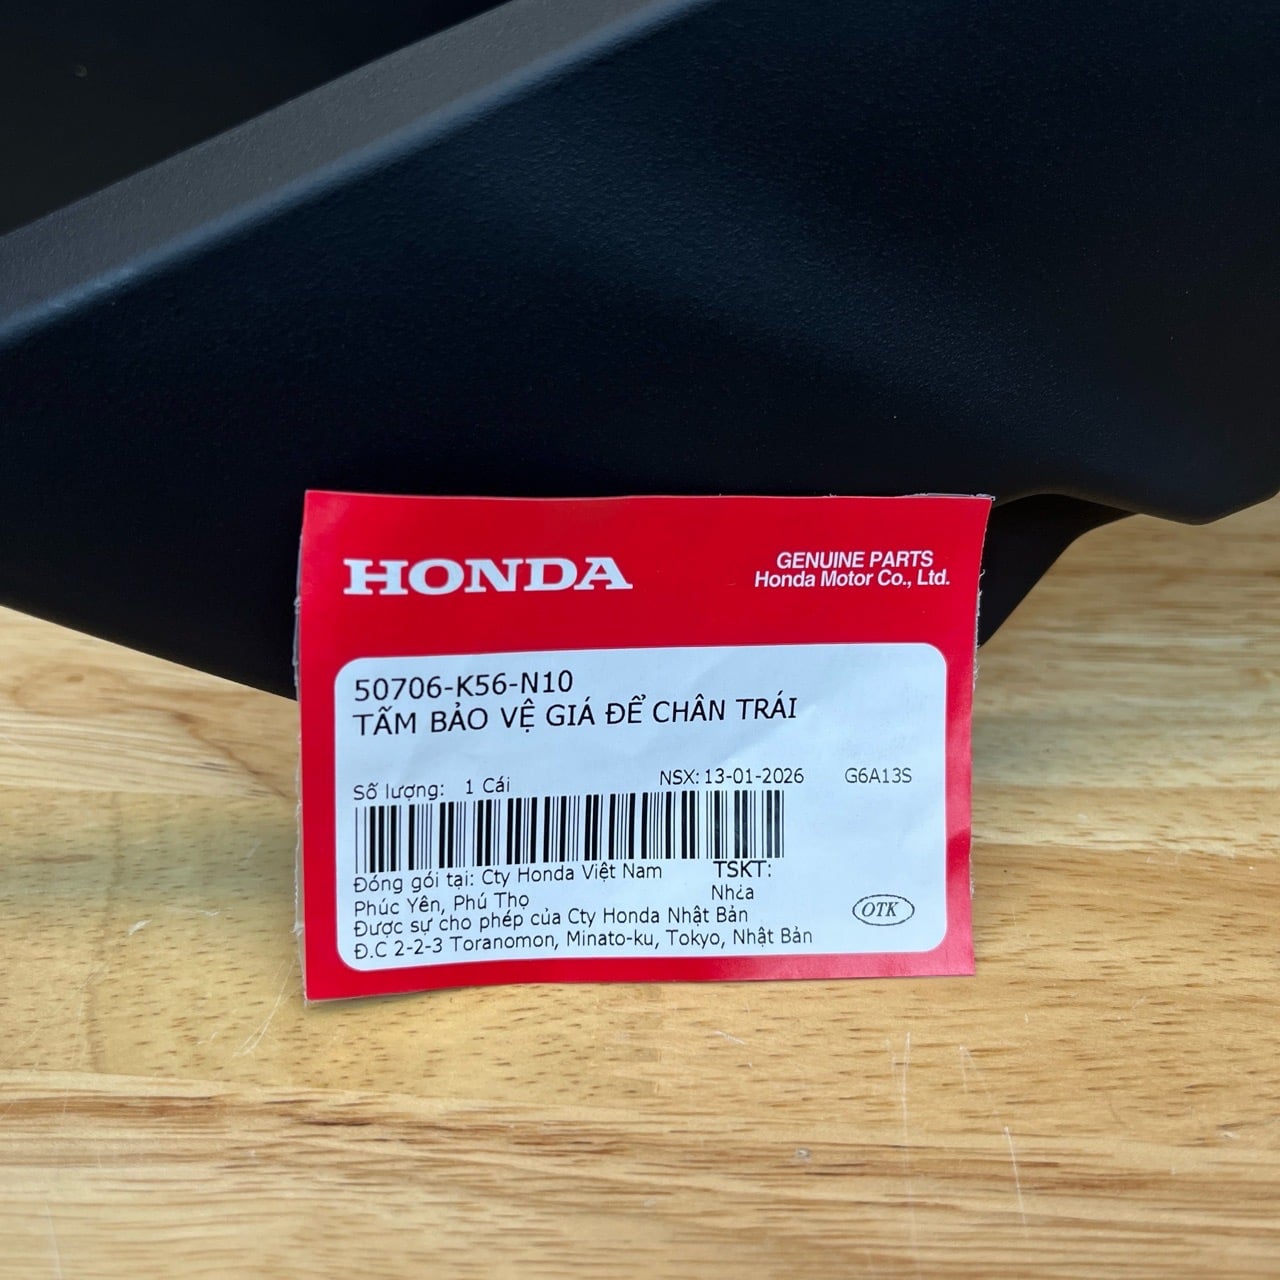 HONDA
GENUINE PARTS
Honda Motor Co., Ltd.
50706-K56-N10
TẤM BẢO VỆ GIÁ ĐỂ CHÂN TRÁI
Số lượng: 1 Cái NSX: 13-01-2026 G6A13S
Đóng gói tại: Cty Honda Việt Nam TSKT:
Phúc Yên, Phú Thọ Nhựa
Được sự cho phép của Cty Honda Nhật Bản
Đ.C 2-2-3 Toranomon, Minato-ku, Tokyo, Nhật Bản
OTK